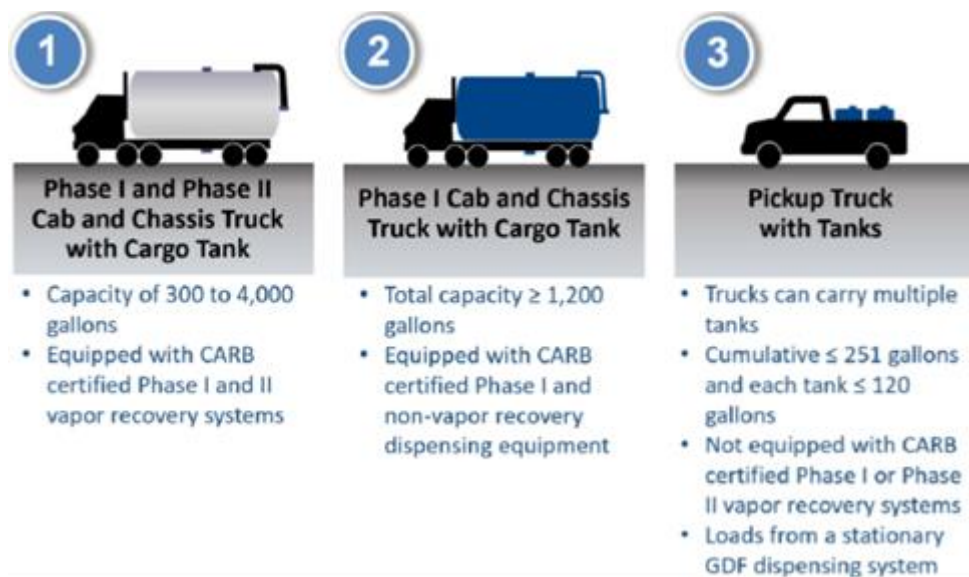 1
Phase I and Phase II
Cab and Chassis Truck
with Cargo Tank
• Capacity of 300 to 4,000
gallons
• Equipped with CARB
certified Phase I and II
vapor recovery systems
2
Phase I Cab and Chassis
Truck with Cargo Tank
• Total capacity ≥ 1,200
gallons
• Equipped with CARB
certified Phase I and
non-vapor recovery
dispensing equipment
3
Pickup Truck
with Tanks
• Trucks can carry multiple
tanks
• Cumulative ≤ 251 gallons
and each tank ≤ 120
gallons
• Not equipped with CARB
certified Phase I or Phase
II vapor recovery systems
• Loads from a stationary
GDF dispensing system